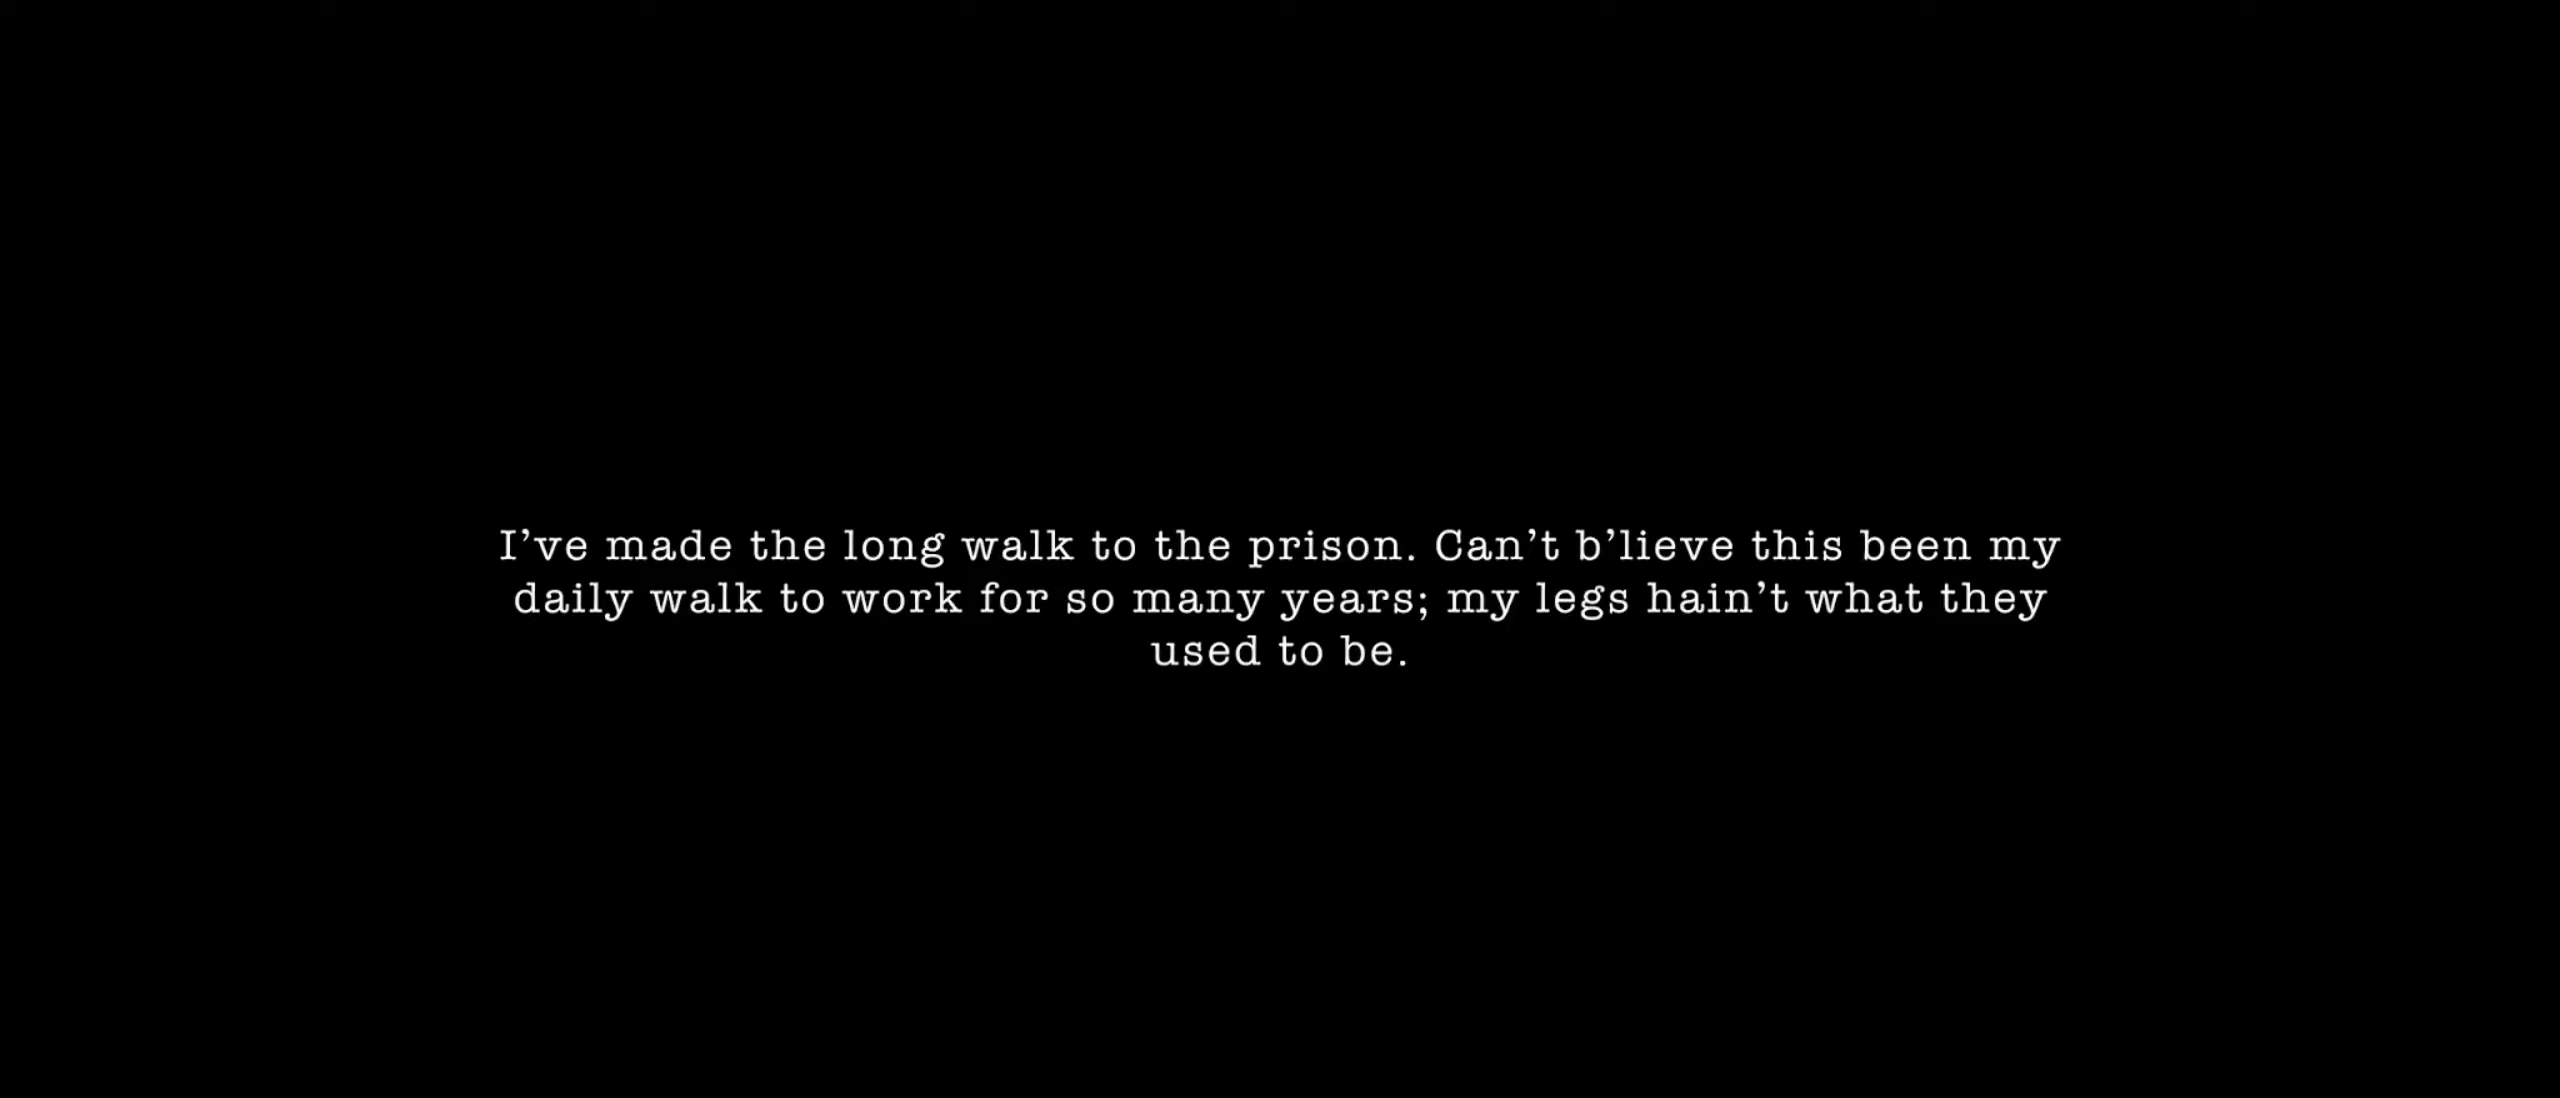 I’ve made the long walk to the prison. Can’t b’lieve this been my
daily walk to work for so many years; my legs hain’t what they
used to be.